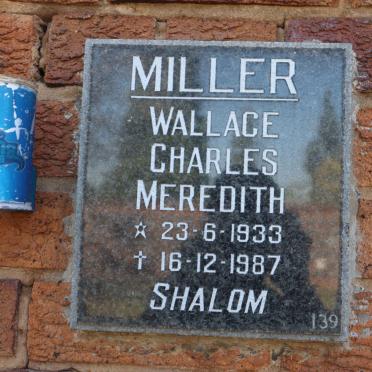 MILLER
WALLACE
CHARLES
MEREDITH
☆ 23-6-1933
✝ 16-12-1987
SHALOM
139